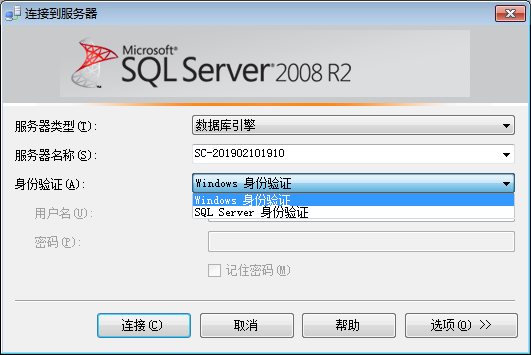 连接到服务器
Microsoft®
SQL Server® 2008 R2
服务器类型(T):
数据库引擎
服务器名称(S):
SC-201902101910
身份验证(A):
Windows 身份验证
Windows 身份验证
SQL Server 身份验证
用户名(U):
密码(P):
记住密码(M)
连接(C)
取消
帮助
选项(O) >>